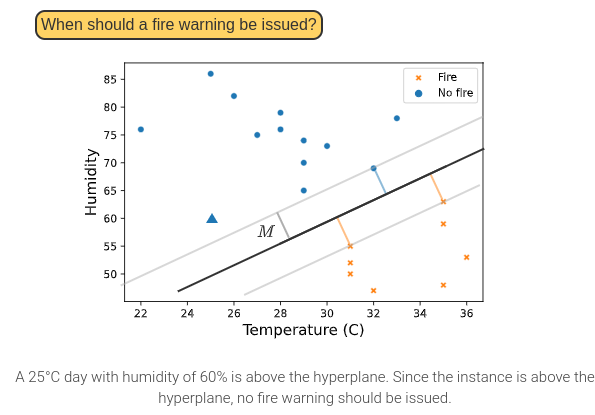 When should a fire warning be issued?
Fire
No fire
85
80
75
70
65
60
55
50
Humidity
M
22 24 26 28 30 32 34 36
Temperature (C)
A 25°C day with humidity of 60% is above the hyperplane. Since the instance is above the
hyperplane, no fire warning should be issued.